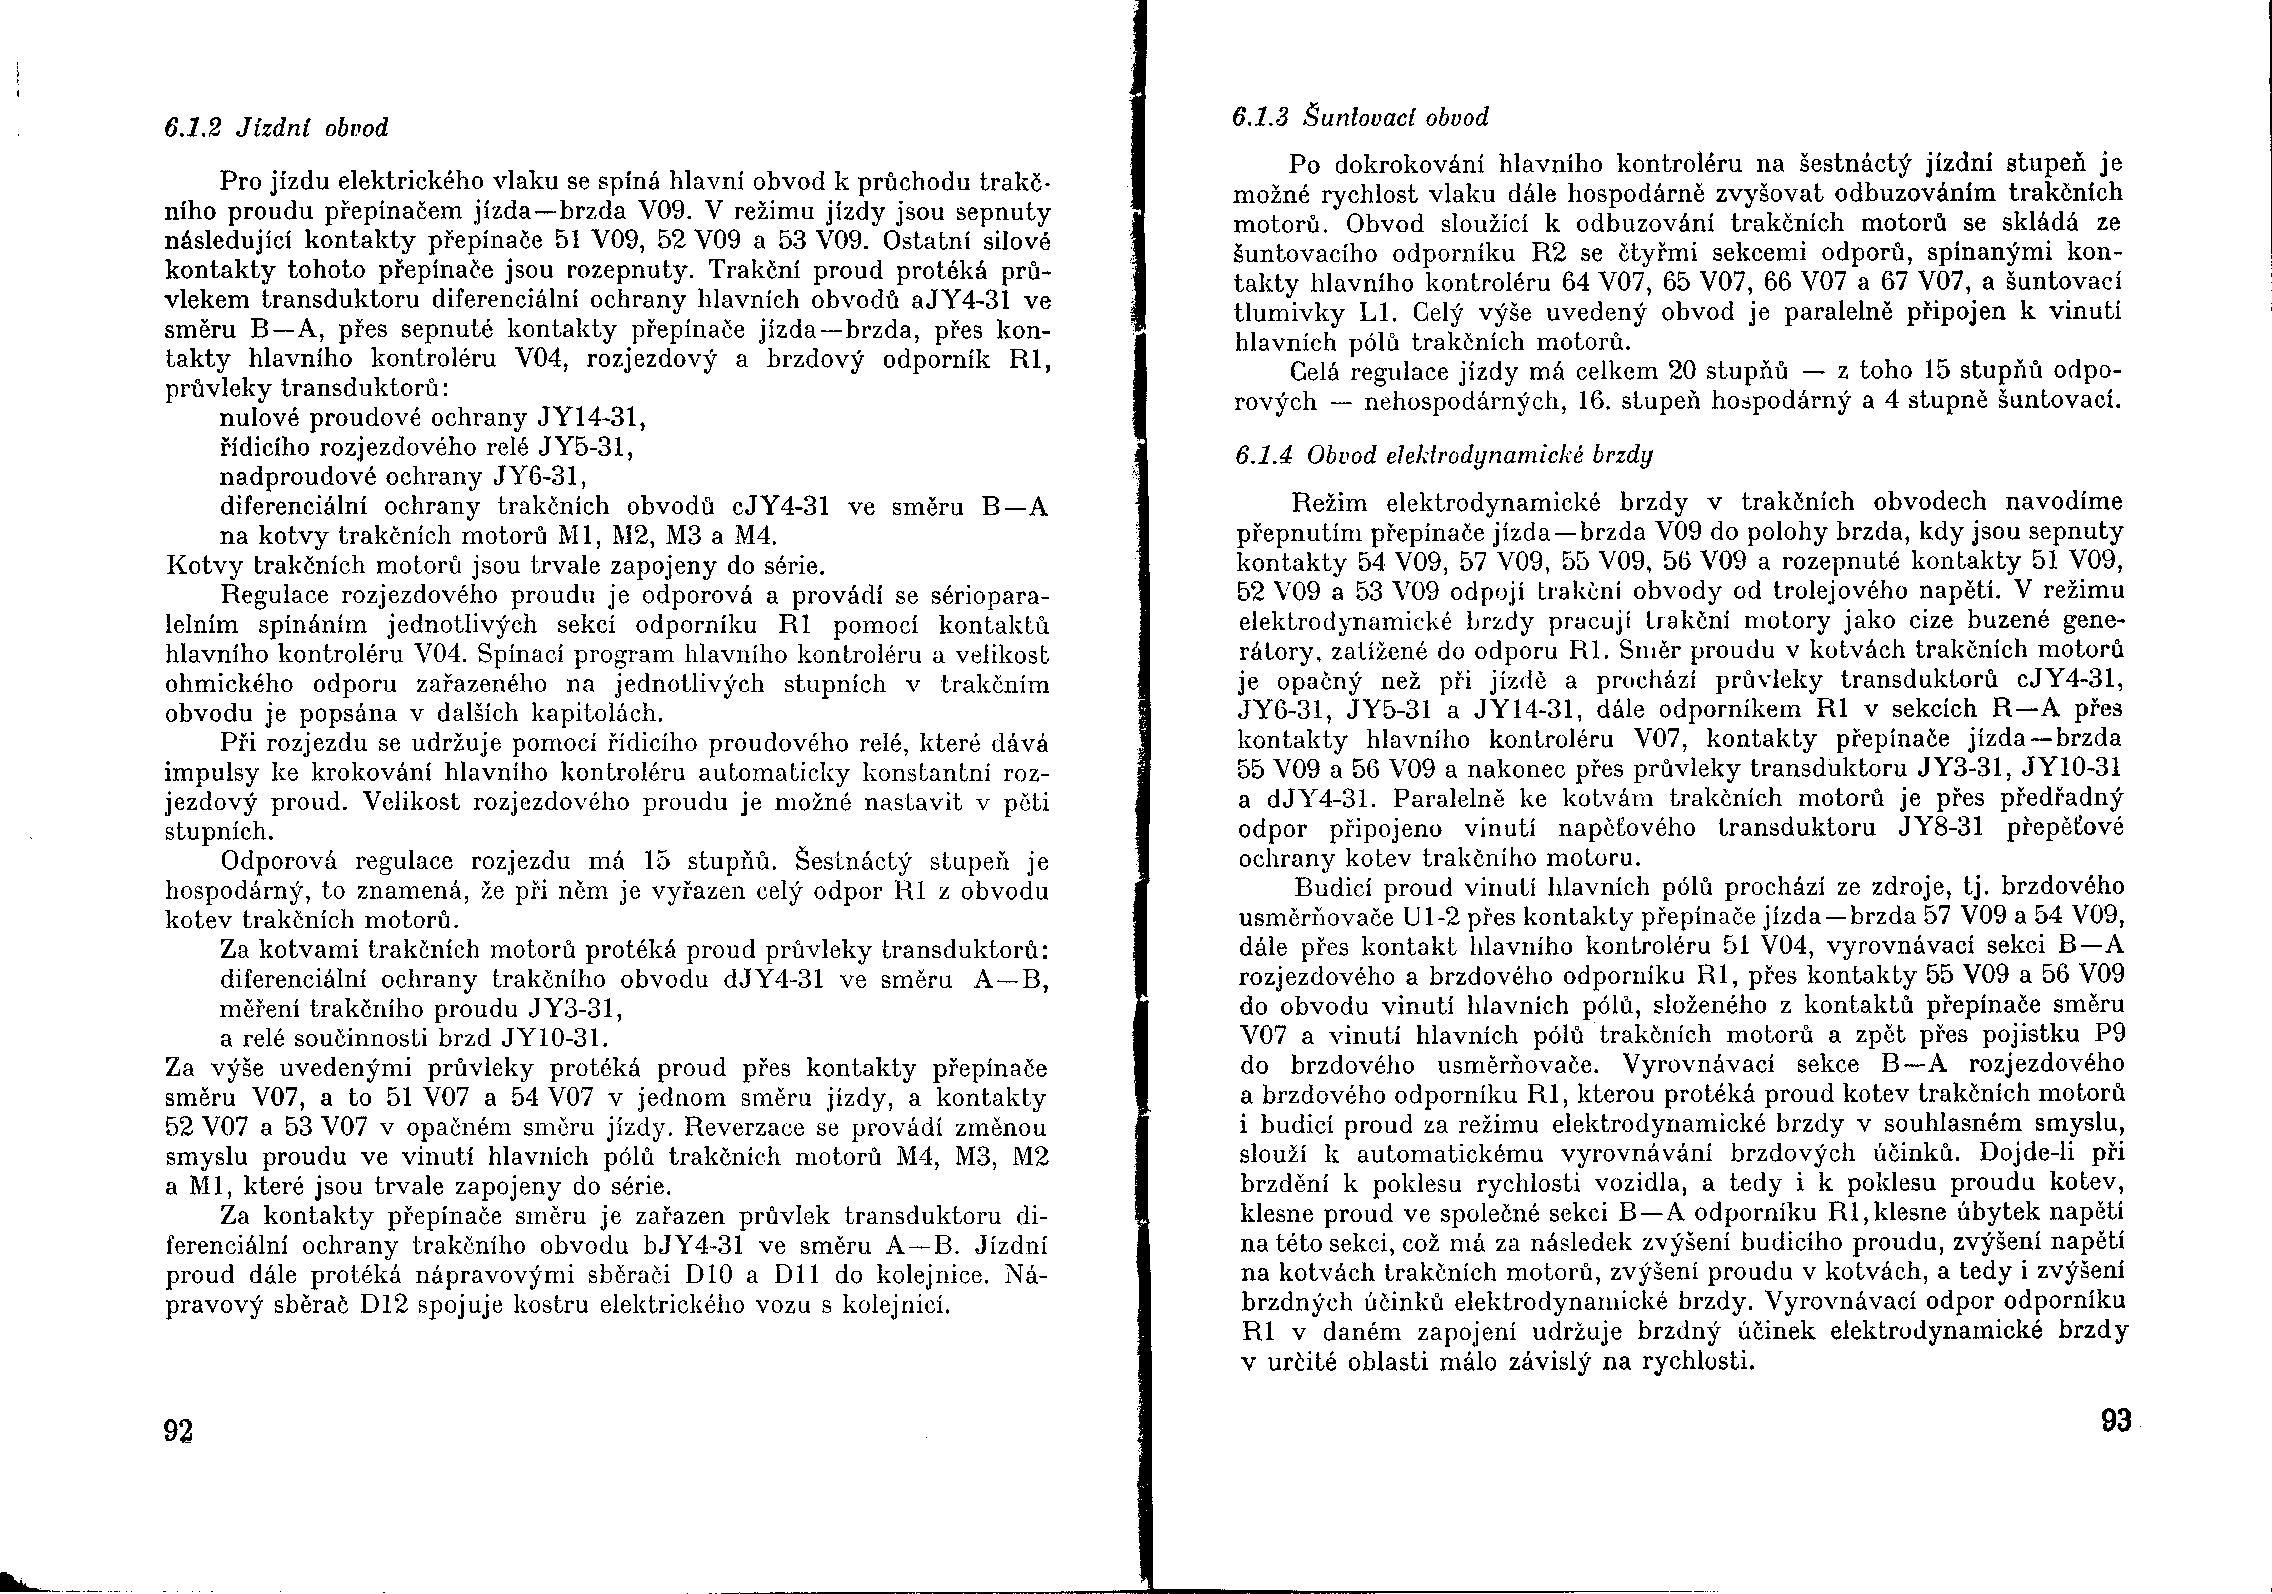 6.1.2 Jízdní obvod
Pro jízdu elektrického vlaku se spíná hlavní obvod k průchodu trakč-
ního proudu přepínačem jízda—brzda V09. V režimu jízdy jsou sepnuty
následující kontakty přepínače 51 V09, 52 V09 a 53 V09. Ostatní silové
kontakty tohoto přepínače jsou rozepnuty. Trakční proud protéká prů-
vlekem transduktoru diferenciální ochrany hlavních obvodů aJY4-31 ve
směru B—A, přes sepnuté kontakty přepínače jízda—brzda, přes kon-
takty hlavního kontroléru V04, rozjezdový a brzdový odporník R1,
průvleky transduktorů:
nulové proudové ochrany JY14-31,
řídicího rozjezdového relé JY5-31,
nadproudové ochrany JY6-31,
diferenciální ochrany trakčních obvodů cJY4-31 ve směru B—A
na kotvy trakčních motorů M1, M2, M3 a M4.
Kotvy trakčních motorů jsou trvale zapojeny do série.
Regulace rozjezdového proudu je odporová a provádí se sériopara-
lelním spínáním jednotlivých sekcí odporníku R1 pomocí kontaktů
hlavního kontroléru V04. Spínací program hlavního kontroléru a velikost
ohmického odporu zařazeného na jednotlivých stupních v trakčním
obvodu je popsána v dalších kapitolách.
Při rozjezdu se udržuje pomocí řídicího proudového relé, které dává
impulsy ke krokování hlavního kontroléru automaticky konstantní roz-
jezdový proud. Velikost rozjezdového proudu je možné nastavit v pěti
stupních.
Odporová regulace rozjezdu má 15 stupňů. Šestnáctý stupeň je
hospodárný, to znamená, že při něm je vyřazen celý odpor R1 z obvodu
kotev trakčních motorů.
Za kotvami trakčních motorů protéká proud průvleky transduktorů:
diferenciální ochrany trakčního obvodu dJY4-31 ve směru A—B,
měření trakčního proudu JY3-31,
a relé součinnosti brzd JY10-31.
Za výše uvedenými průvleky protéká proud přes kontakty přepínače
směru V07, a to 51 V07 a 54 V07 v jednom směru jízdy, a kontakty
52 V07 a 53 V07 v opačném směru jízdy. Reverzace se provádí změnou
smyslu proudu ve vinutí hlavních pólů trakčních motorů M4, M3, M2
a M1, které jsou trvale zapojeny do série.
Za kontakty přepínače směru je zařazen průvlek transduktoru di-
ferenciální ochrany trakčního obvodu bJY4-31 ve směru A—B. Jízdní
proud dále protéká nápravovými sběrači D10 a D11 do kolejnice. Ná-
pravový sběrač D12 spojuje kostru elektrického vozu s kolejnicí.
92
6.1.3 Šuntovací obvod
Po dokrokování hlavního kontroléru na šestnáctý jízdní stupeň je
možné rychlost vlaku dále hospodárně zvyšovat odbuzováním trakčních
motorů. Obvod sloužící k odbuzování trakčních motorů se skládá ze
šuntovacího odporníku R2 se čtyřmi sekcemi odporů, spínanými kon-
takty hlavního kontroléru 64 V07, 65 V07, 66 V07 a 67 V07, a šuntovací
tlumivky L1. Celý výše uvedený obvod je paralelně připojen k vinutí
hlavních pólů trakčních motorů.
Celá regulace jízdy má celkem 20 stupňů — z toho 15 stupňů odpo-
rových — nehospodárných, 16. stupeň hospodárný a 4 stupně šuntovací.
6.1.4 Obvod elektrodynamické brzdy
Režim elektrodynamické brzdy v trakčních obvodech navodíme
přepnutím přepínače jízda—brzda V09 do polohy brzda, kdy jsou sepnuty
kontakty 54 V09, 57 V09, 55 V09, 56 V09 a rozepnuté kontakty 51 V09,
52 V09 a 53 V09 odpojí trakční obvody od trolejového napětí. V režimu
elektrodynamické brzdy pracují trakční motory jako cize buzené gene-
rátory, zatížené do odporu R1. Směr proudu v kotvách trakčních motorů
je opačný než při jízdě a prochází průvleky transduktorů cJY4-31,
JY6-31, JY5-31 a JY14-31, dále odporníkem R1 v sekcích R—A přes
kontakty hlavního kontroléru V07, kontakty přepínače jízda—brzda
55 V09 a 56 V09 a nakonec přes průvleky transduktoru JY3-31, JY10-31
a dJY4-31. Paralelně ke kotvám trakčních motorů je přes předřadný
odpor připojeno vinutí napěťového transduktoru JY8-31 přepěťové
ochrany kotev trakčního motoru.
Budicí proud vinutí hlavních pólů prochází ze zdroje, tj. brzdového
usměrňovače U1-2 přes kontakty přepínače jízda—brzda 57 V09 a 54 V09,
dále přes kontakt hlavního kontroléru 51 V04, vyrovnávací sekci B—A
rozjezdového a brzdového odporníku R1, přes kontakty 55 V09 a 56 V09
do obvodu vinutí hlavních pólů, složeného z kontaktů přepínače směru
V07 a vinutí hlavních pólů trakčních motorů a zpět přes pojistku P9
do brzdového usměrňovače. Vyrovnávací sekce B—A rozjezdového
a brzdového odporníku R1, kterou protéká proud kotev trakčních motorů
i budicí proud za režimu elektrodynamické brzdy v souhlasném smyslu,
slouží k automatickému vyrovnávání brzdových účinků. Dojde-li při
brzdění k poklesu rychlosti vozidla, a tedy i k poklesu proudu kotev,
klesne proud ve společné sekci B—A odporníku R1, klesne úbytek napětí
na této sekci, což má za následek zvýšení budicího proudu, zvýšení napětí
na kotvách trakčních motorů, zvýšení proudu v kotvách, a tedy i zvýšení
brzdných účinků elektrodynamické brzdy. Vyrovnávací odpor odporníku
R1 v daném zapojení udržuje brzdný účinek elektrodynamické brzdy
v určité oblasti málo závislý na rychlosti.
93